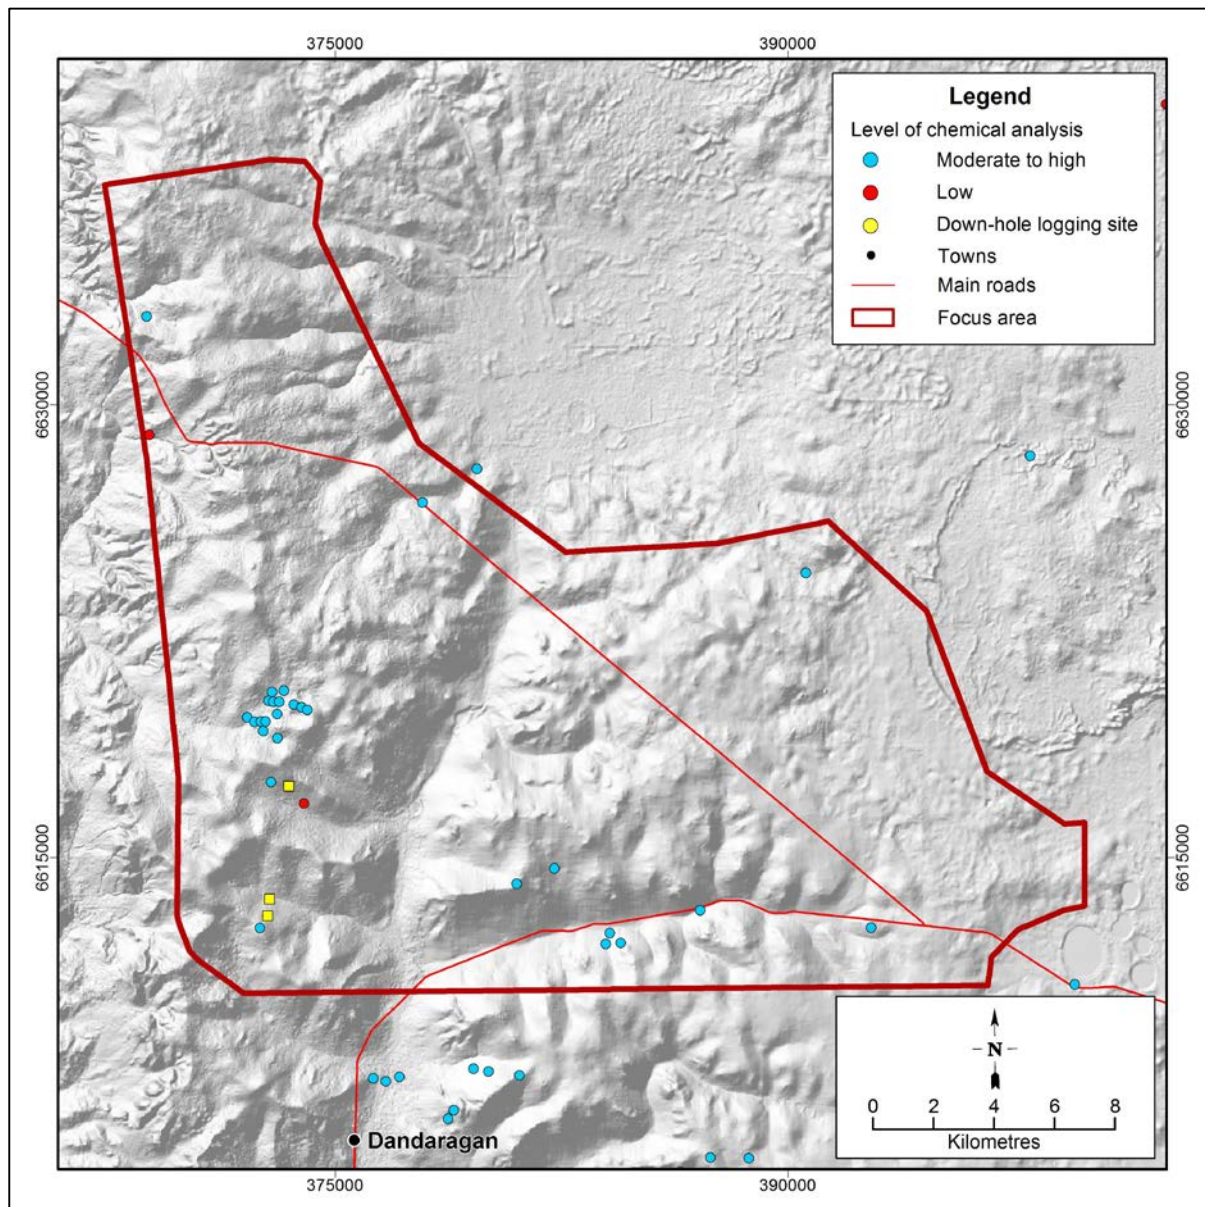 375000
390000
Legend
Level of chemical analysis
Moderate to high
Low
Down-hole logging site
Towns
Main roads
Focus area
6630000
6630000
6615000
6615000
N
0 2 4 6 8
Kilometres
Dandaragan
375000
390000